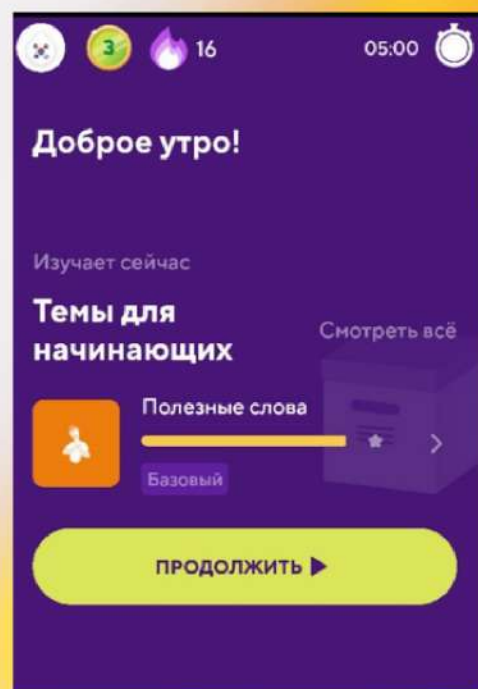 3 16 05:00
Доброе утро!
Изучает сейчас
Темы для
начинающих
Смотреть всё
Полезные слова
Базовый
ПРОДОЛЖИТЬ